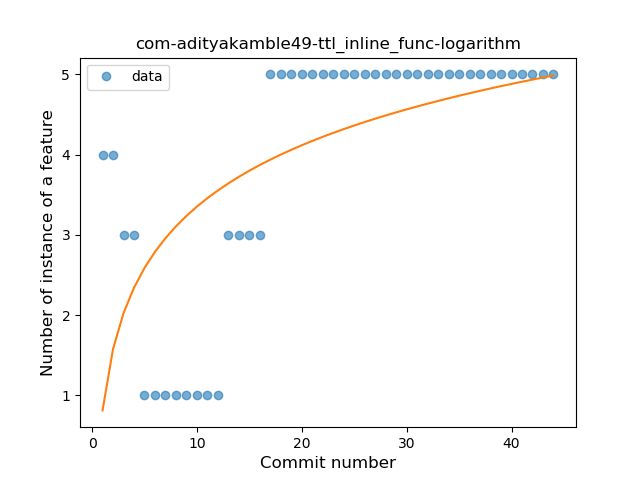 com-adityakamble49-ttl_inline_func-logarithm
data
Number of instance of a feature
5
4
3
2
1
0
10
20
30
40
Commit number